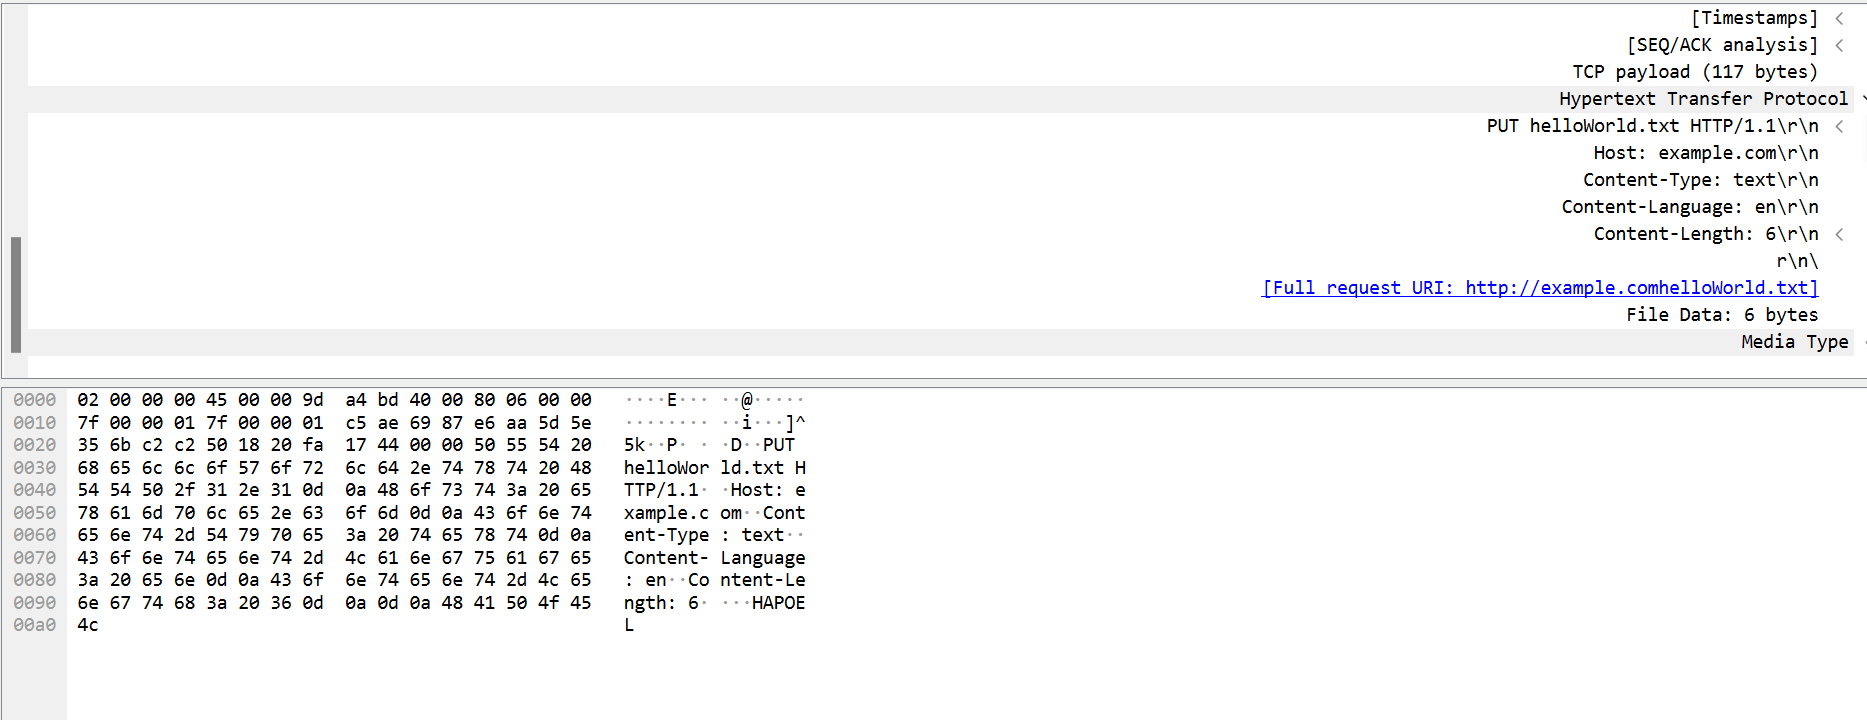 [Timestamps]
[SEQ/ACK analysis]
TCP payload (117 bytes)
Hypertext Transfer Protocol
PUT helloWorld.txt HTTP/1.1\r\n
Host: example.com\r\n
Content-Type: text\r\n
Content-Language: en\r\n
Content-Length: 6\r\n
r\n\
[Full request URI: http://example.comhelloWorld.txt]
File Data: 6 bytes
Media Type
0000 02 00 00 00 45 00 00 9d a4 bd 40 00 80 06 00 00 ····E··· ··@·····
0010 7f 00 00 01 7f 00 00 01 c5 ae 69 87 e6 aa 5d 5e ········ ··i···]^
0020 35 6b c2 c2 50 18 20 fa 17 44 00 00 50 55 54 20 5k··P· · ·D··PUT
0030 68 65 6c 6c 6f 57 6f 72 6c 64 2e 74 78 74 20 48 helloWor ld.txt H
0040 54 54 50 2f 31 2e 31 0d 0a 48 6f 73 74 3a 20 65 TTP/1.1· ·Host: e
0050 78 61 6d 70 6c 65 2e 63 6f 6d 0d 0a 43 6f 6e 74 xample.c om··Cont
0060 65 6e 74 2d 54 79 70 65 3a 20 74 65 78 74 0d 0a ent-Type : text··
0070 43 6f 6e 74 65 6e 74 2d 4c 61 6e 67 75 61 67 65 Content- Language
0080 3a 20 65 6e 0d 0a 43 6f 6e 74 65 6e 74 2d 4c 65 : en··Co ntent-Le
0090 6e 67 74 68 3a 20 36 0d 0a 0d 0a 48 41 50 4f 45 ngth: 6· ···HAPOE
00a0 4c L